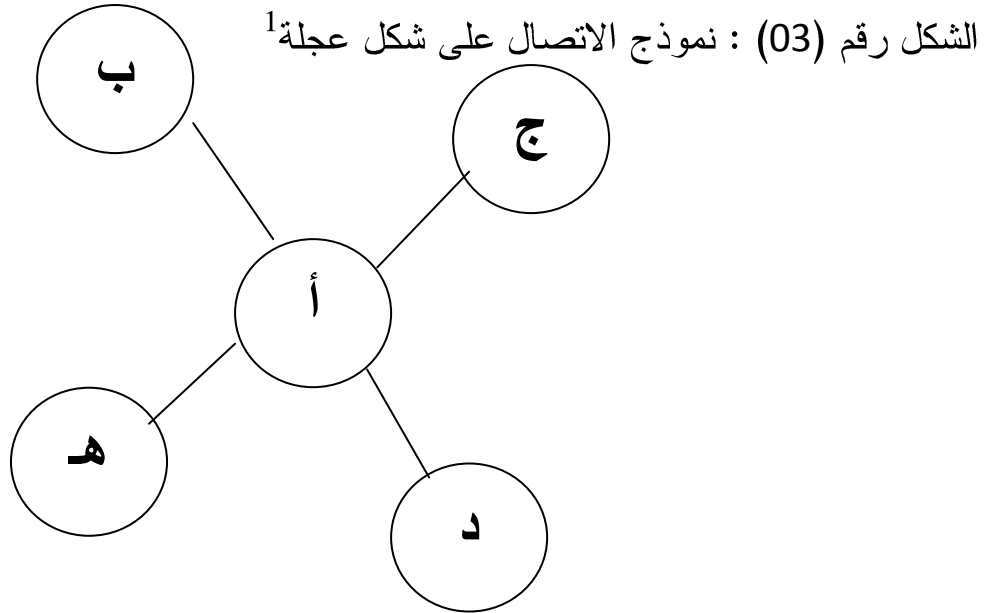 الشكل رقم (03) : نموذج الاتصال على شكل عجلة1
ب
ج
أ
هـ
د